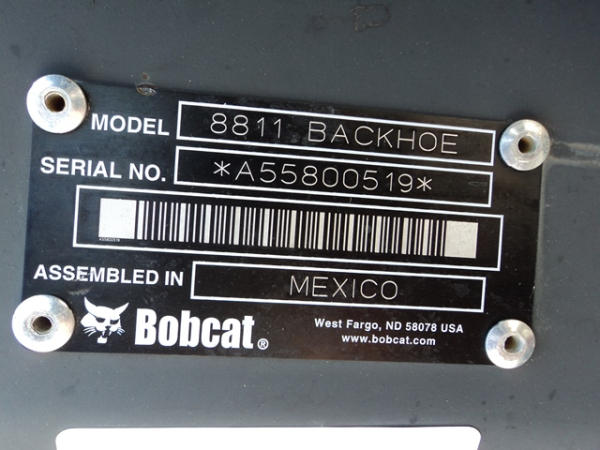 MODEL 8811 BACKHOE
SERIAL NO. *A55800519*
ASSEMBLED IN MEXICO
Bobcat®
West Fargo, ND 58078 USA
www.bobcat.com